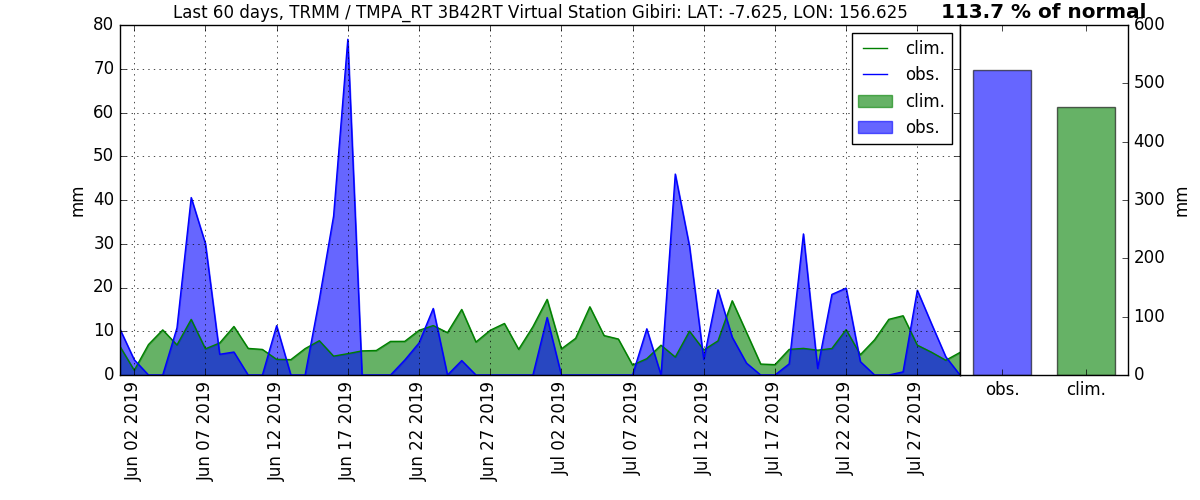 Last 60 days, TRMM / TMPA_RT 3B42RT Virtual Station Gibiri: LAT: -7.625, LON: 156.625
113.7 % of normal
80
70
60
50
40
30
20
10
0
mm
clim.
obs.
clim.
obs.
600
500
400
300
200
100
0
mm
obs.
clim.
Jun 02 2019
Jun 07 2019
Jun 12 2019
Jun 17 2019
Jun 22 2019
Jun 27 2019
Jul 02 2019
Jul 07 2019
Jul 12 2019
Jul 17 2019
Jul 22 2019
Jul 27 2019